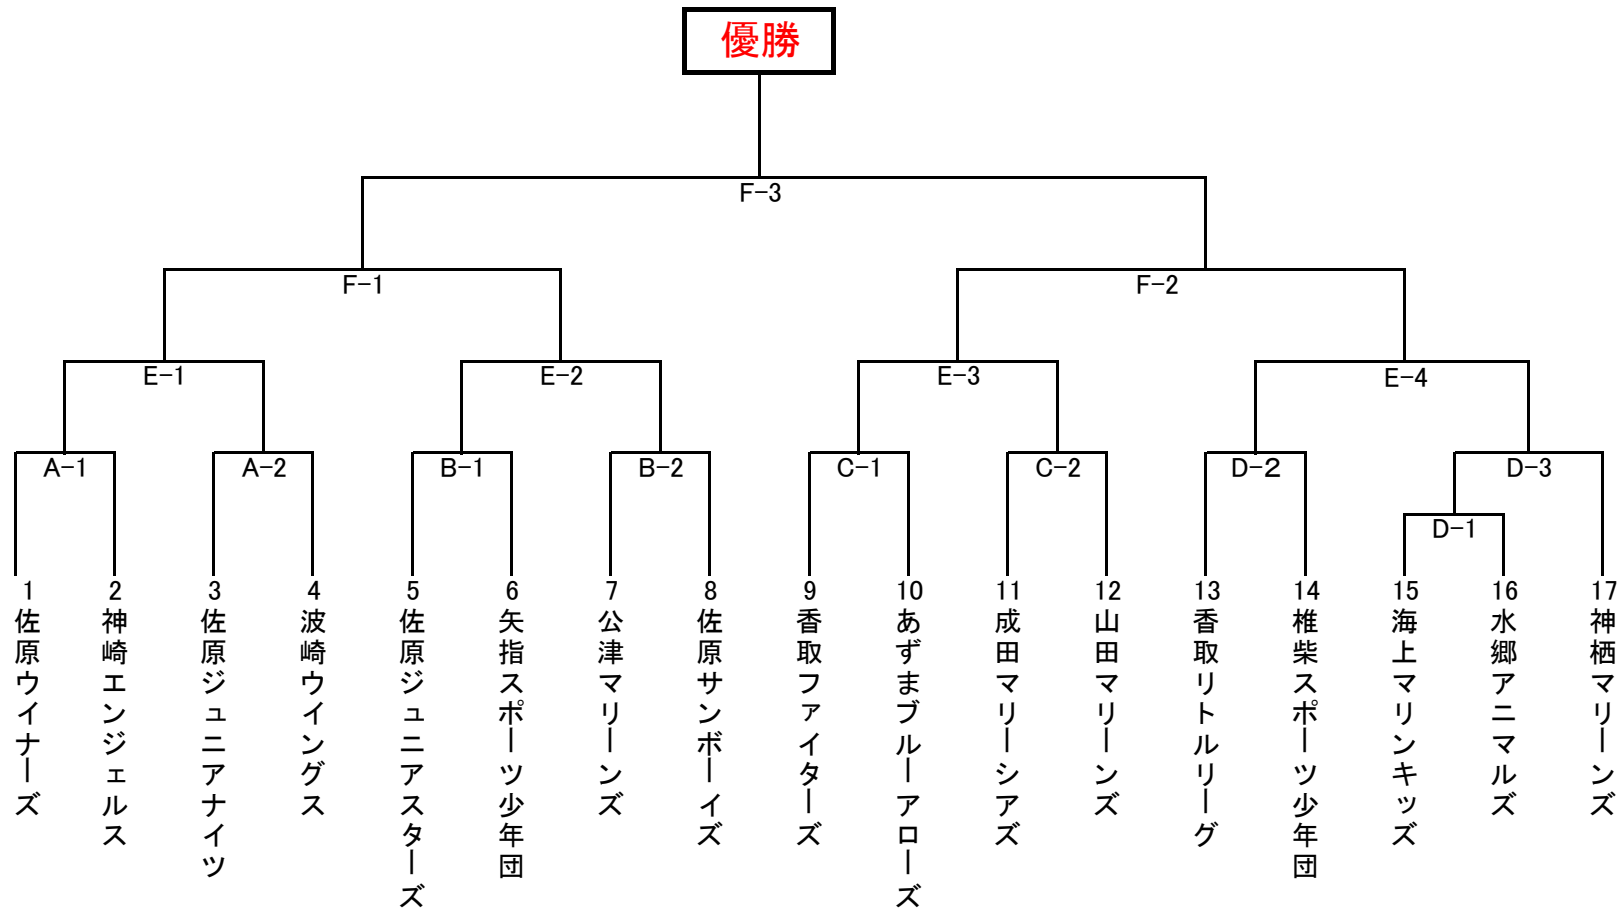 優勝
F-3
F-1
F-2
E-1
E-2
E-3
E-4
A-1
A-2
B-1
B-2
C-1
C-2
D-2
D-3
D-1
1 佐原ウイナーズ
2 神崎エンジェルス
3 佐原ジュニアナイツ
4 波崎ウイングス
5 佐原ジュニアスターズ
6 矢指スポーツ少年団
7 公津マリーンズ
8 佐原サンボーイズ
9 香取ファイターズ
10 あずまブルーアローズ
11 成田マリーシアズ
12 山田マリーンズ
13 香取リトルリーグ
14 椎柴スポーツ少年団
15 海上マリンキッズ
16 水郷アニマルズ
17 神栖マリーンズ